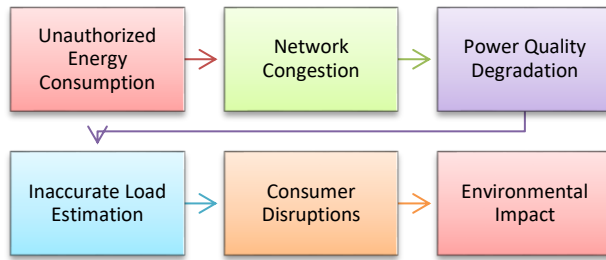 Unauthorized
Energy
Consumption
Network
Congestion
Power Quality
Degradation
Inaccurate Load
Estimation
Consumer
Disruptions
Environmental
Impact